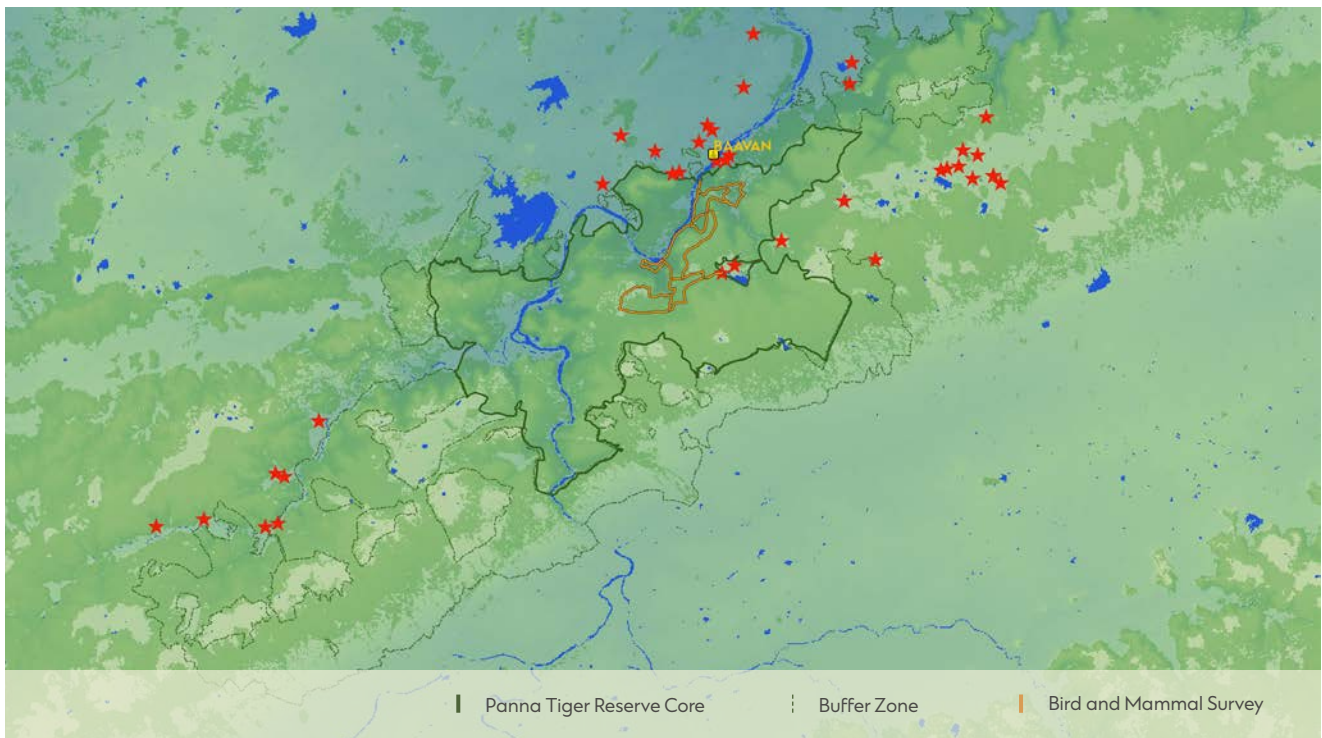 BAAVAN
Panna Tiger Reserve Core
Buffer Zone
Bird and Mammal Survey